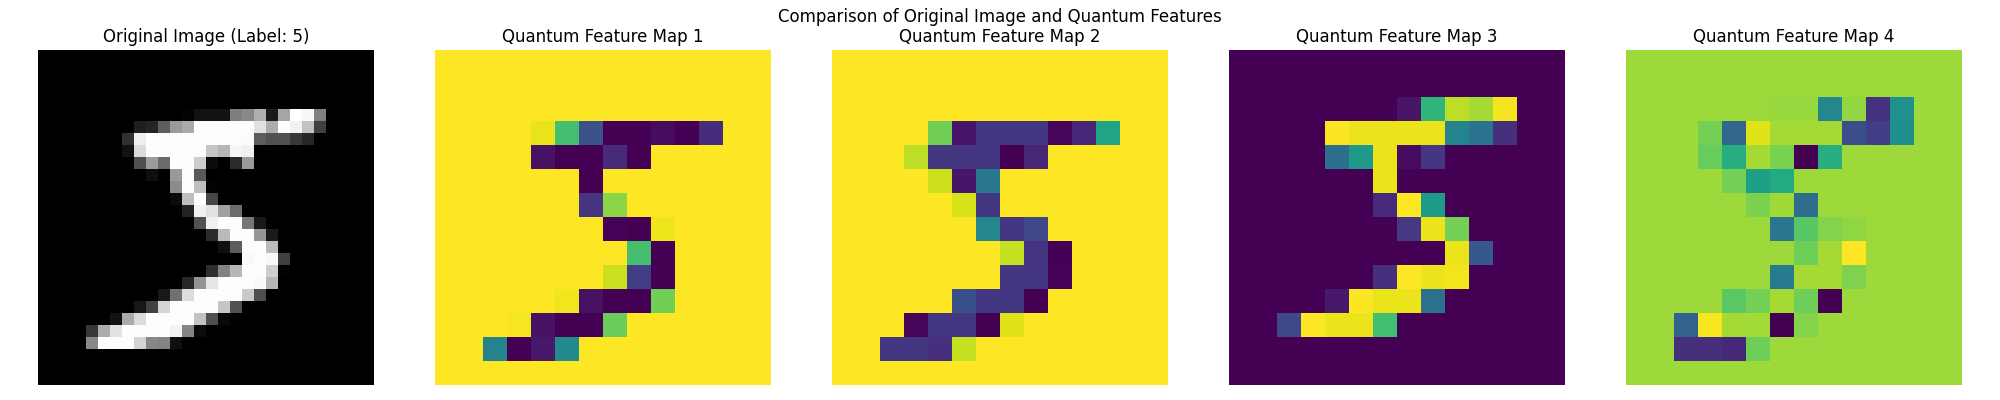 Comparison of Original Image and Quantum Features
Original Image (Label: 5)
Quantum Feature Map 1
Quantum Feature Map 2
Quantum Feature Map 3
Quantum Feature Map 4
5